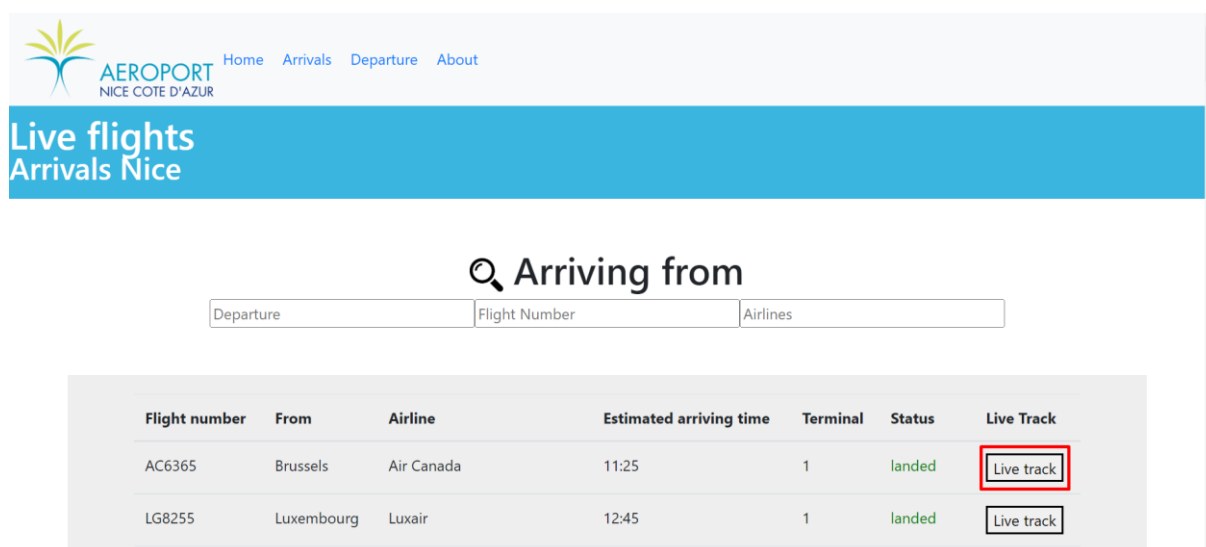 AEROPORT
NICE COTE D'AZUR
Home Arrivals Departure About
Live flights
Arrivals Nice
Arriving from
Departure Flight Number Airlines
Flight number From Airline Estimated arriving time Terminal Status Live Track
AC6365 Brussels Air Canada 11:25 1 landed Live track
LG8255 Luxembourg Luxair 12:45 1 landed Live track